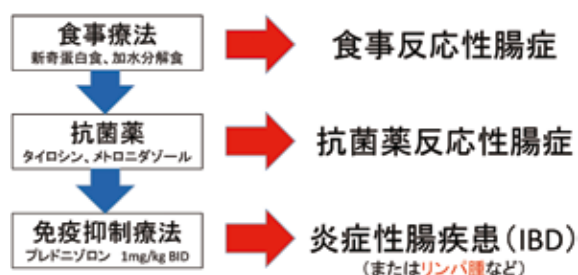 食事療法
新奇蛋白食、加水分解食
食事反応性腸症
抗菌薬
タイロシン、メトロニダゾール
抗菌薬反応性腸症
免疫抑制療法
プレドニゾロン 1mg/kg BID
炎症性腸疾患(IBD)
(またはリンパ腫など)